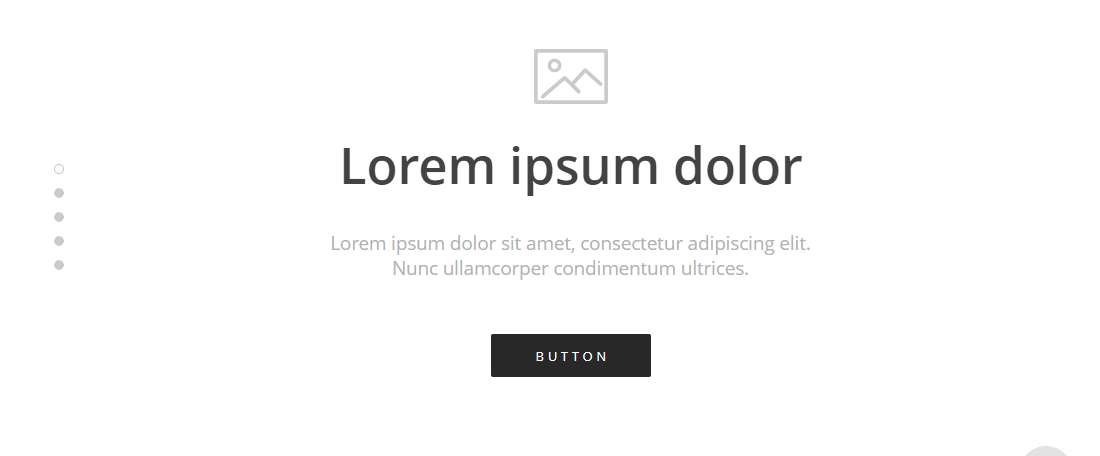 Lorem ipsum dolor
Lorem ipsum dolor sit amet, consectetur adipiscing elit.
Nunc ullamcorper condimentum ultrices.
BUTTON